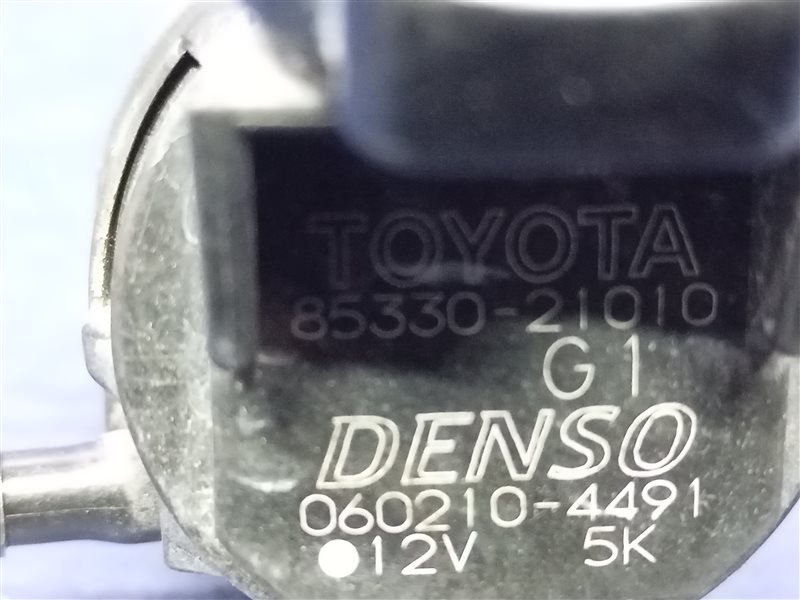 TOYOTA
85330-21010
G1
DENSO
060210-4491
12V 5K